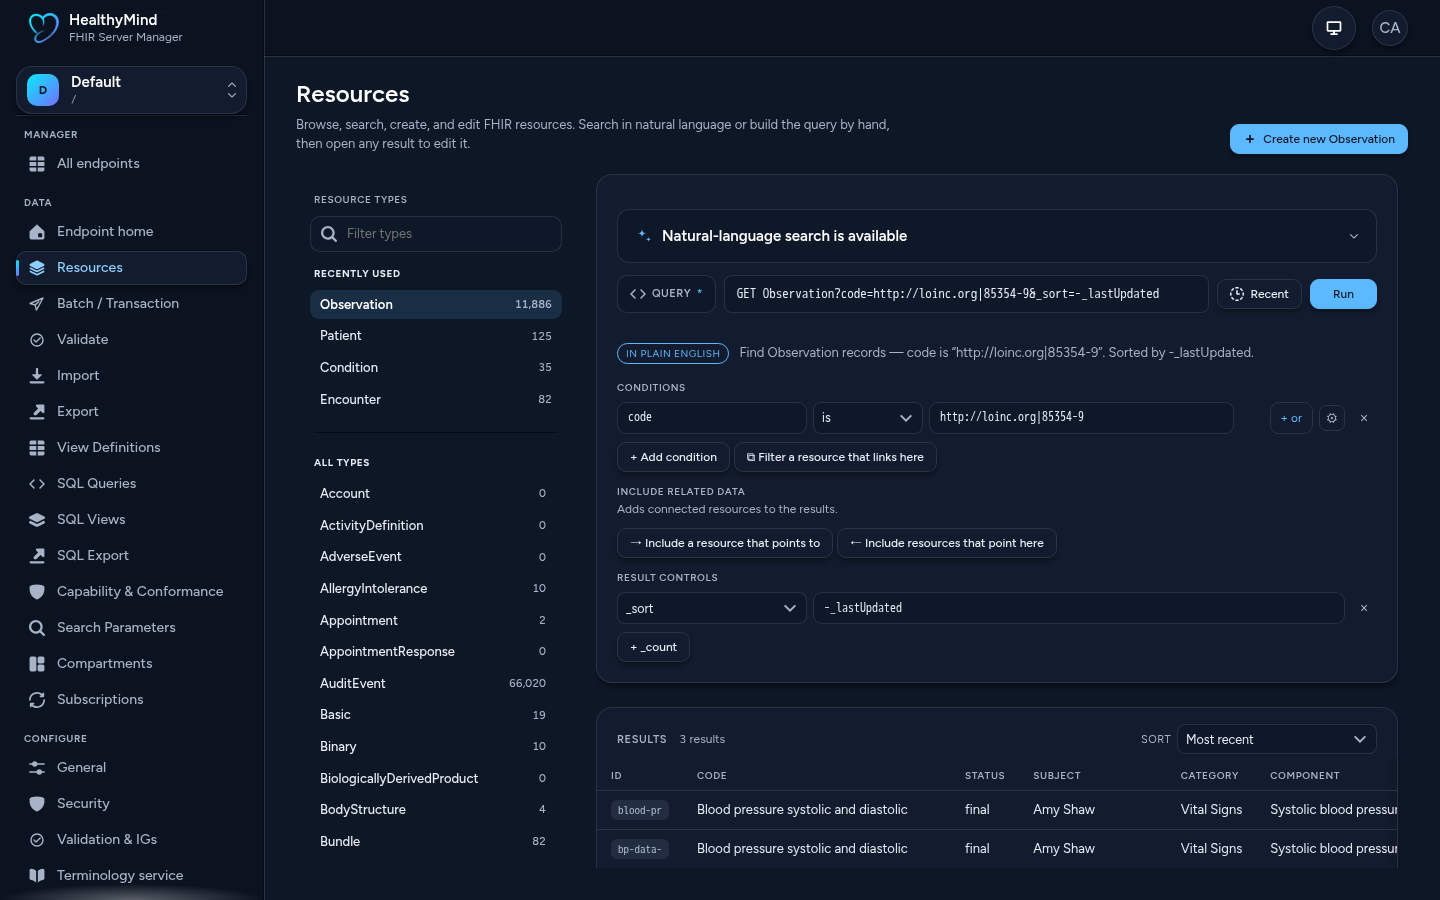 HealthyMind
FHIR Server Manager
CA
D
Default
/
MANAGER
All endpoints
DATA
Endpoint home
Resources
Batch / Transaction
Validate
Import
Export
View Definitions
SQL Queries
SQL Views
SQL Export
Capability & Conformance
Search Parameters
Compartments
Subscriptions
CONFIGURE
General
Security
Validation & IGs
Terminology service
Resources
Browse, search, create, and edit FHIR resources. Search in natural language or build the query by hand,
then open any result to edit it.
+ Create new Observation
RESOURCE TYPES
Filter types
RECENTLY USED
Observation 11,886
Patient 125
Condition 35
Encounter 82
ALL TYPES
Account 0
ActivityDefinition 0
AdverseEvent 0
AllergyIntolerance 10
Appointment 2
AppointmentResponse 0
AuditEvent 66,020
Basic 19
Binary 10
BiologicallyDerivedProduct 0
BodyStructure 4
Bundle 82
Natural-language search is available
QUERY * GET Observation?code=http://loinc.org|85354-9&_sort=-_lastUpdated Recent Run
IN PLAIN ENGLISH Find Observation records — code is “http://loinc.org|85354-9”. Sorted by -_lastUpdated.
CONDITIONS
code is http://loinc.org|85354-9 + or ⚙ ×
+ Add condition ⧉ Filter a resource that links here
INCLUDE RELATED DATA
Adds connected resources to the results.
→ Include a resource that points to ← Include resources that point here
RESULT CONTROLS
_sort -_lastUpdated ×
+ _count
RESULTS 3 results SORT Most recent
ID CODE STATUS SUBJECT CATEGORY COMPONENT
blood-pr Blood pressure systolic and diastolic final Amy Shaw Vital Signs Systolic blood pressur
bp-data- Blood pressure systolic and diastolic final Amy Shaw Vital Signs Systolic blood pressur